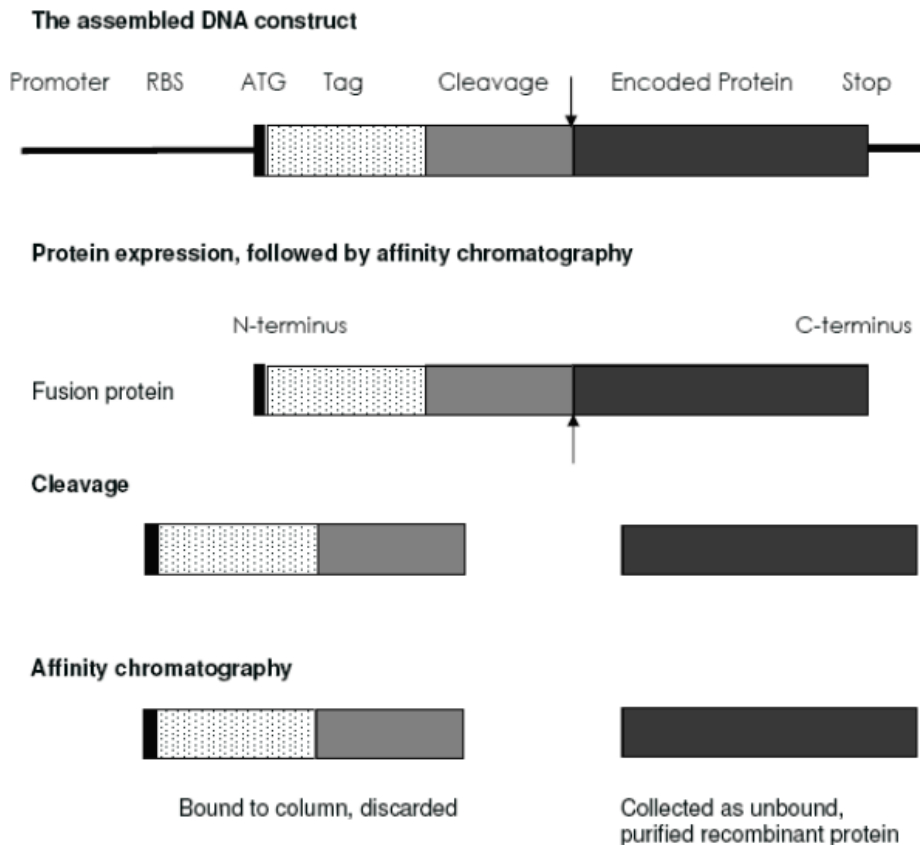 The assembled DNA construct
Promoter RBS ATG Tag Cleavage Encoded Protein Stop
Protein expression, followed by affinity chromatography
N-terminus C-terminus
Fusion protein
Cleavage
Affinity chromatography
Bound to column, discarded Collected as unbound,
purified recombinant protein